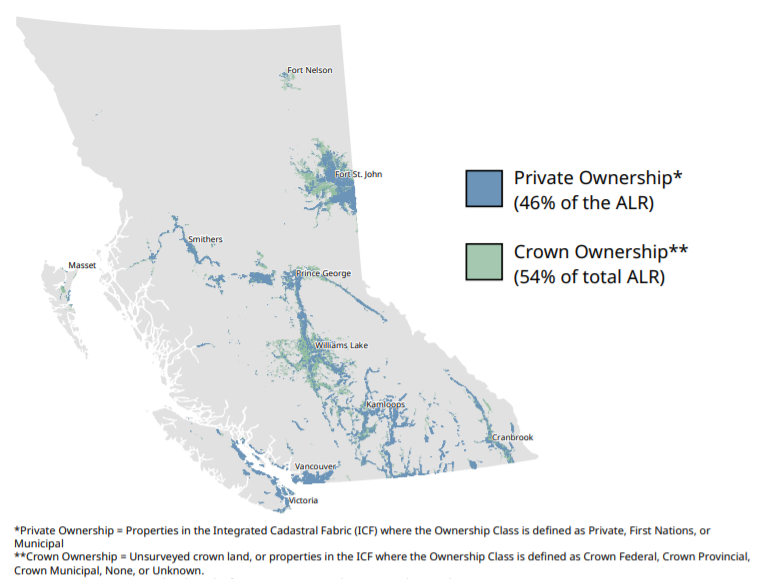 Fort Nelson
Fort St. John
Private Ownership*
(46% of the ALR)
Smithers
Crown Ownership**
(54% of total ALR)
Masset
Prince George
Williams Lake
Kamloops
Cranbrook
Vancouver
Victoria
*Private Ownership = Properties in the Integrated Cadastral Fabric (ICF) where the Ownership Class is defined as Private, First Nations, or
Municipal
**Crown Ownership = Unsurveyed crown land, or properties in the ICF where the Ownership Class is defined as Crown Federal, Crown Provincial,
Crown Municipal, None, or Unknown.